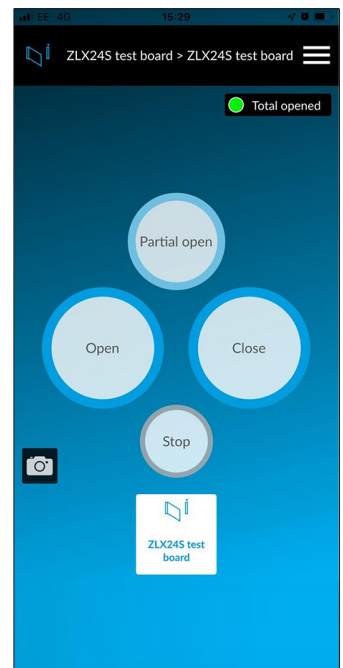 EE 4G 15:29
ZLX24S test board > ZLX24S test board
Total opened
Partial open
Open Close
Stop
ZLX24S test
board